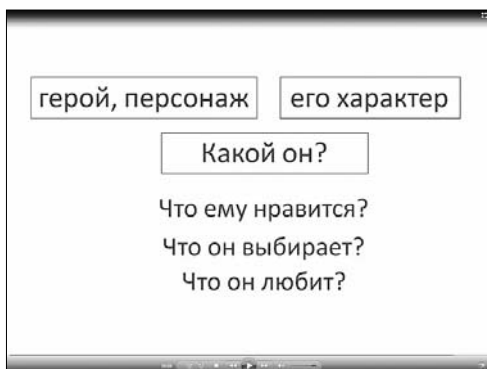 герой, персонаж его характер
Какой он?
Что ему нравится?
Что он выбирает?
Что он любит?